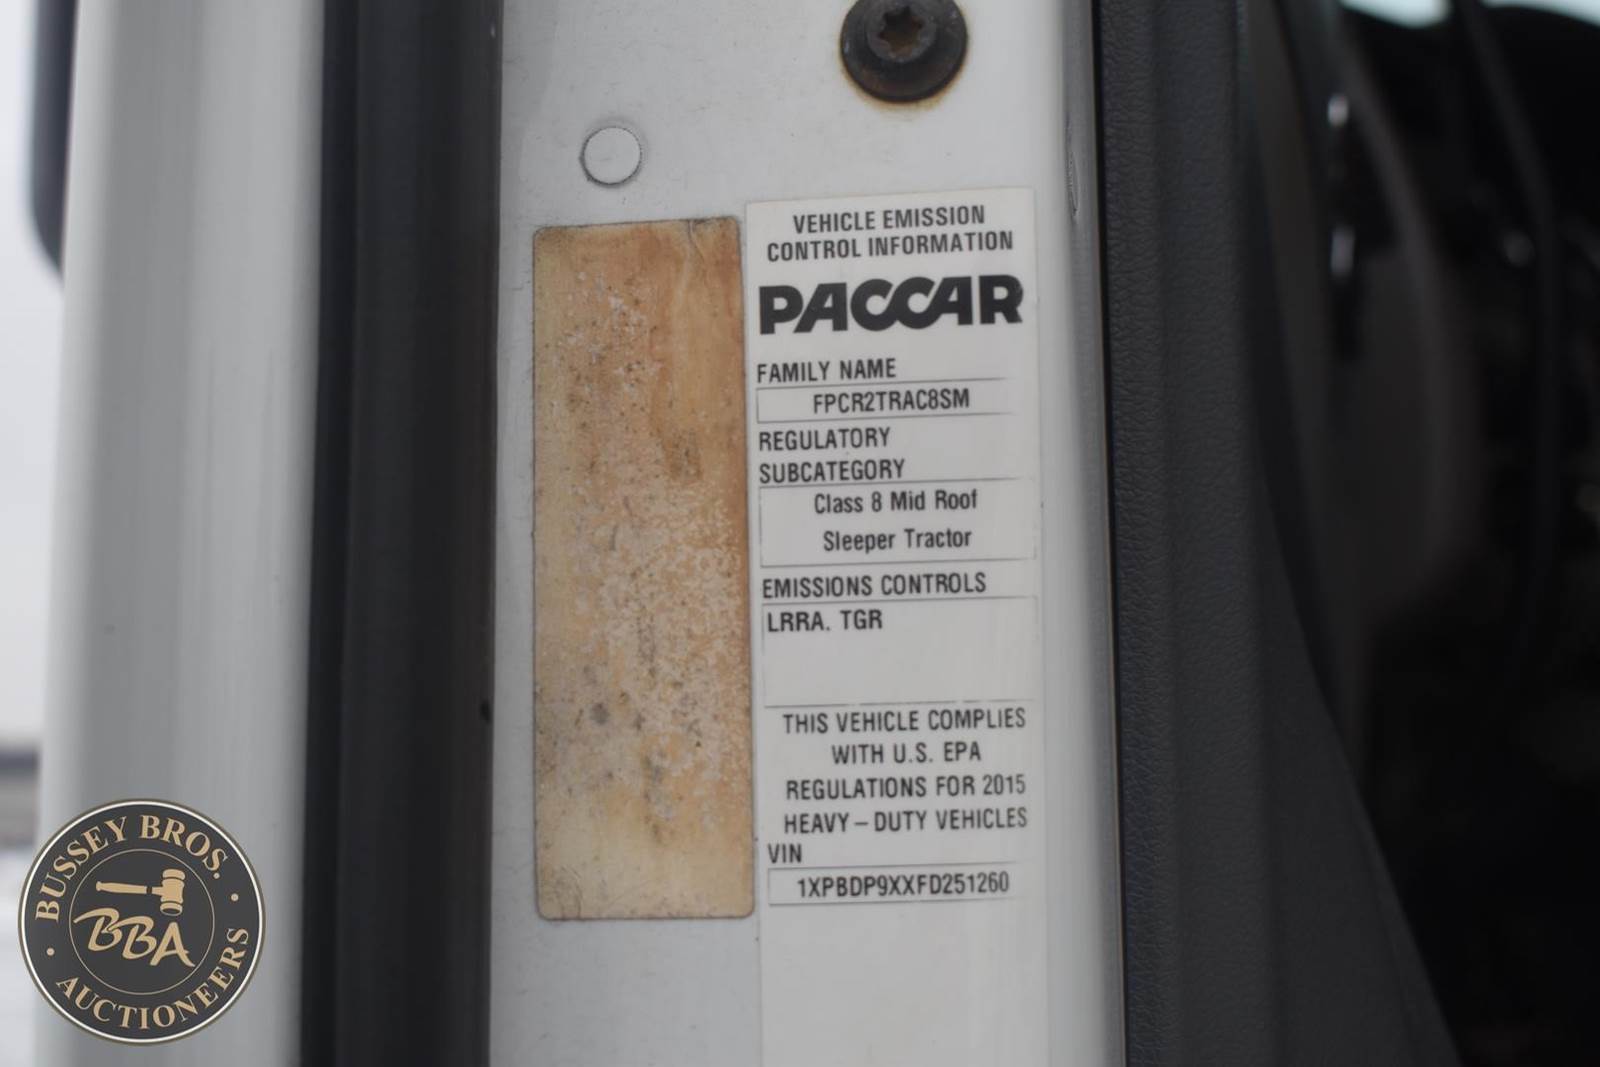 VEHICLE EMISSION
CONTROL INFORMATION
PACCAR
FAMILY NAME
FPCR2TRAC8SM
REGULATORY
SUBCATEGORY
Class 8 Mid Roof
Sleeper Tractor
EMISSIONS CONTROLS
LRRA. TGR
THIS VEHICLE COMPLIES
WITH U.S. EPA
REGULATIONS FOR 2015
HEAVY-DUTY VEHICLES
VIN
1XPBDP9XXFD251260
BUSSEY BROS.
BBA
AUCTIONEERS